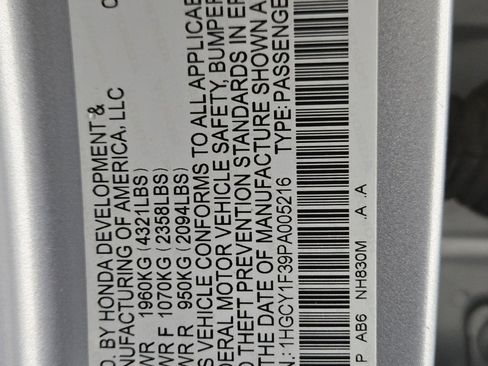 D. BY HONDA DEVELOPMENT &
NUFACTURING OF AMERICA, LLC
WR 1960KG(4321LBS)
WR F 1070KG(2358LBS)
WR R 950KG(2094LBS)
S VEHICLE CONFORMS TO ALL APPLICABL
DERAL MOTOR VEHICLE SAFETY, BUMPER
D THEFT PREVENTION STANDARDS IN EF
THE DATE OF MANUFACTURE SHOWN A
N.: 1HGCY1F39PA005216 TYPE: PASSENGE
P AB6 NH830M .A .A